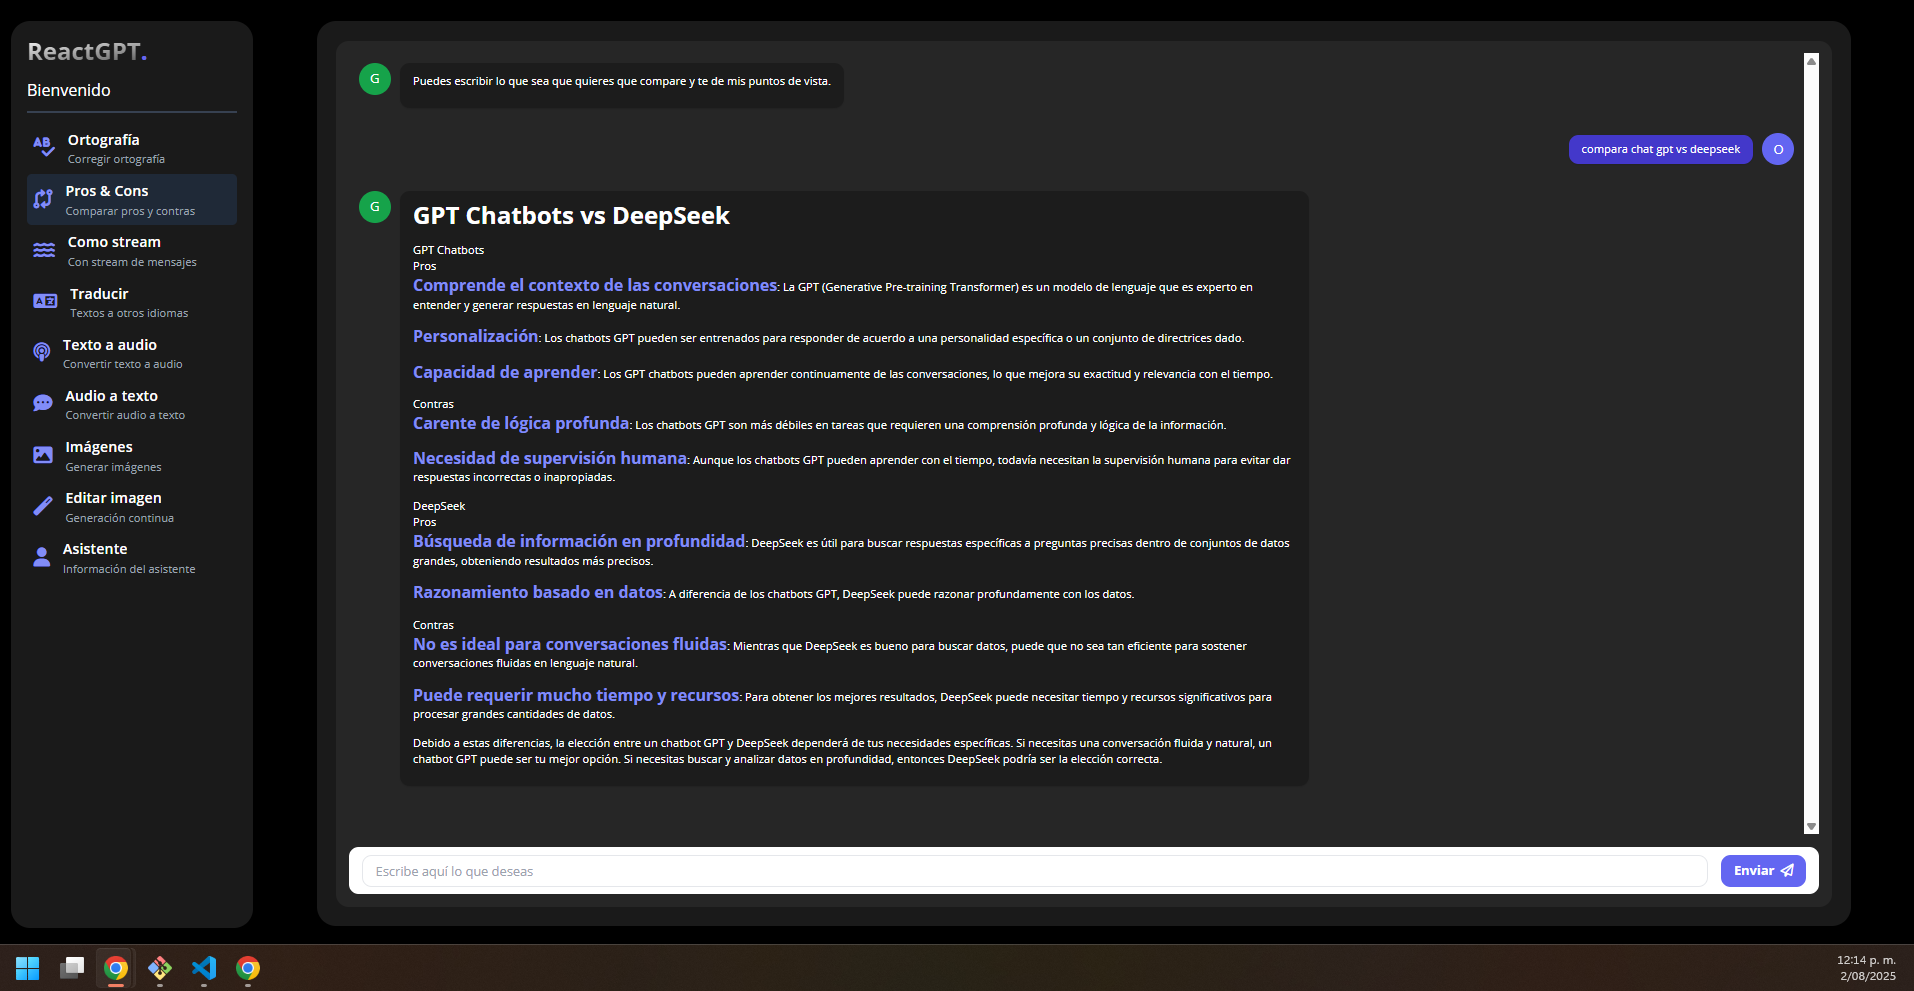 ReactGPT.
Bienvenido
Ortografía
Corregir ortografía
Pros & Cons
Comparar pros y contras
Como stream
Con stream de mensajes
Traducir
Textos a otros idiomas
Texto a audio
Convertir texto a audio
Audio a texto
Convertir audio a texto
Imágenes
Generar imágenes
Editar imagen
Generación continua
Asistente
Información del asistente
G
Puedes escribir lo que sea que quieres que compare y te de mis puntos de vista.
compara chat gpt vs deepseek
O
G
GPT Chatbots vs DeepSeek
GPT Chatbots
Pros
Comprende el contexto de las conversaciones: La GPT (Generative Pre-training Transformer) es un modelo de lenguaje que es experto en
entender y generar respuestas en lenguaje natural.
Personalización: Los chatbots GPT pueden ser entrenados para responder de acuerdo a una personalidad específica o un conjunto de directrices dado.
Capacidad de aprender: Los GPT chatbots pueden aprender continuamente de las conversaciones, lo que mejora su exactitud y relevancia con el tiempo.
Contras
Carente de lógica profunda: Los chatbots GPT son más débiles en tareas que requieren una comprensión profunda y lógica de la información.
Necesidad de supervisión humana: Aunque los chatbots GPT pueden aprender con el tiempo, todavía necesitan la supervisión humana para evitar dar
respuestas incorrectas o inapropiadas.
DeepSeek
Pros
Búsqueda de información en profundidad: DeepSeek es útil para buscar respuestas específicas a preguntas precisas dentro de conjuntos de datos
grandes, obteniendo resultados más precisos.
Razonamiento basado en datos: A diferencia de los chatbots GPT, DeepSeek puede razonar profundamente con los datos.
Contras
No es ideal para conversaciones fluidas: Mientras que DeepSeek es bueno para buscar datos, puede que no sea tan eficiente para sostener
conversaciones fluidas en lenguaje natural.
Puede requerir mucho tiempo y recursos: Para obtener los mejores resultados, DeepSeek puede necesitar tiempo y recursos significativos para
procesar grandes cantidades de datos.
Debido a estas diferencias, la elección entre un chatbot GPT y DeepSeek dependerá de tus necesidades específicas. Si necesitas una conversación fluida y natural, un
chatbot GPT puede ser tu mejor opción. Si necesitas buscar y analizar datos en profundidad, entonces DeepSeek podría ser la elección correcta.
Escribe aquí lo que deseas
Enviar
12:14 p. m.
2/08/2025